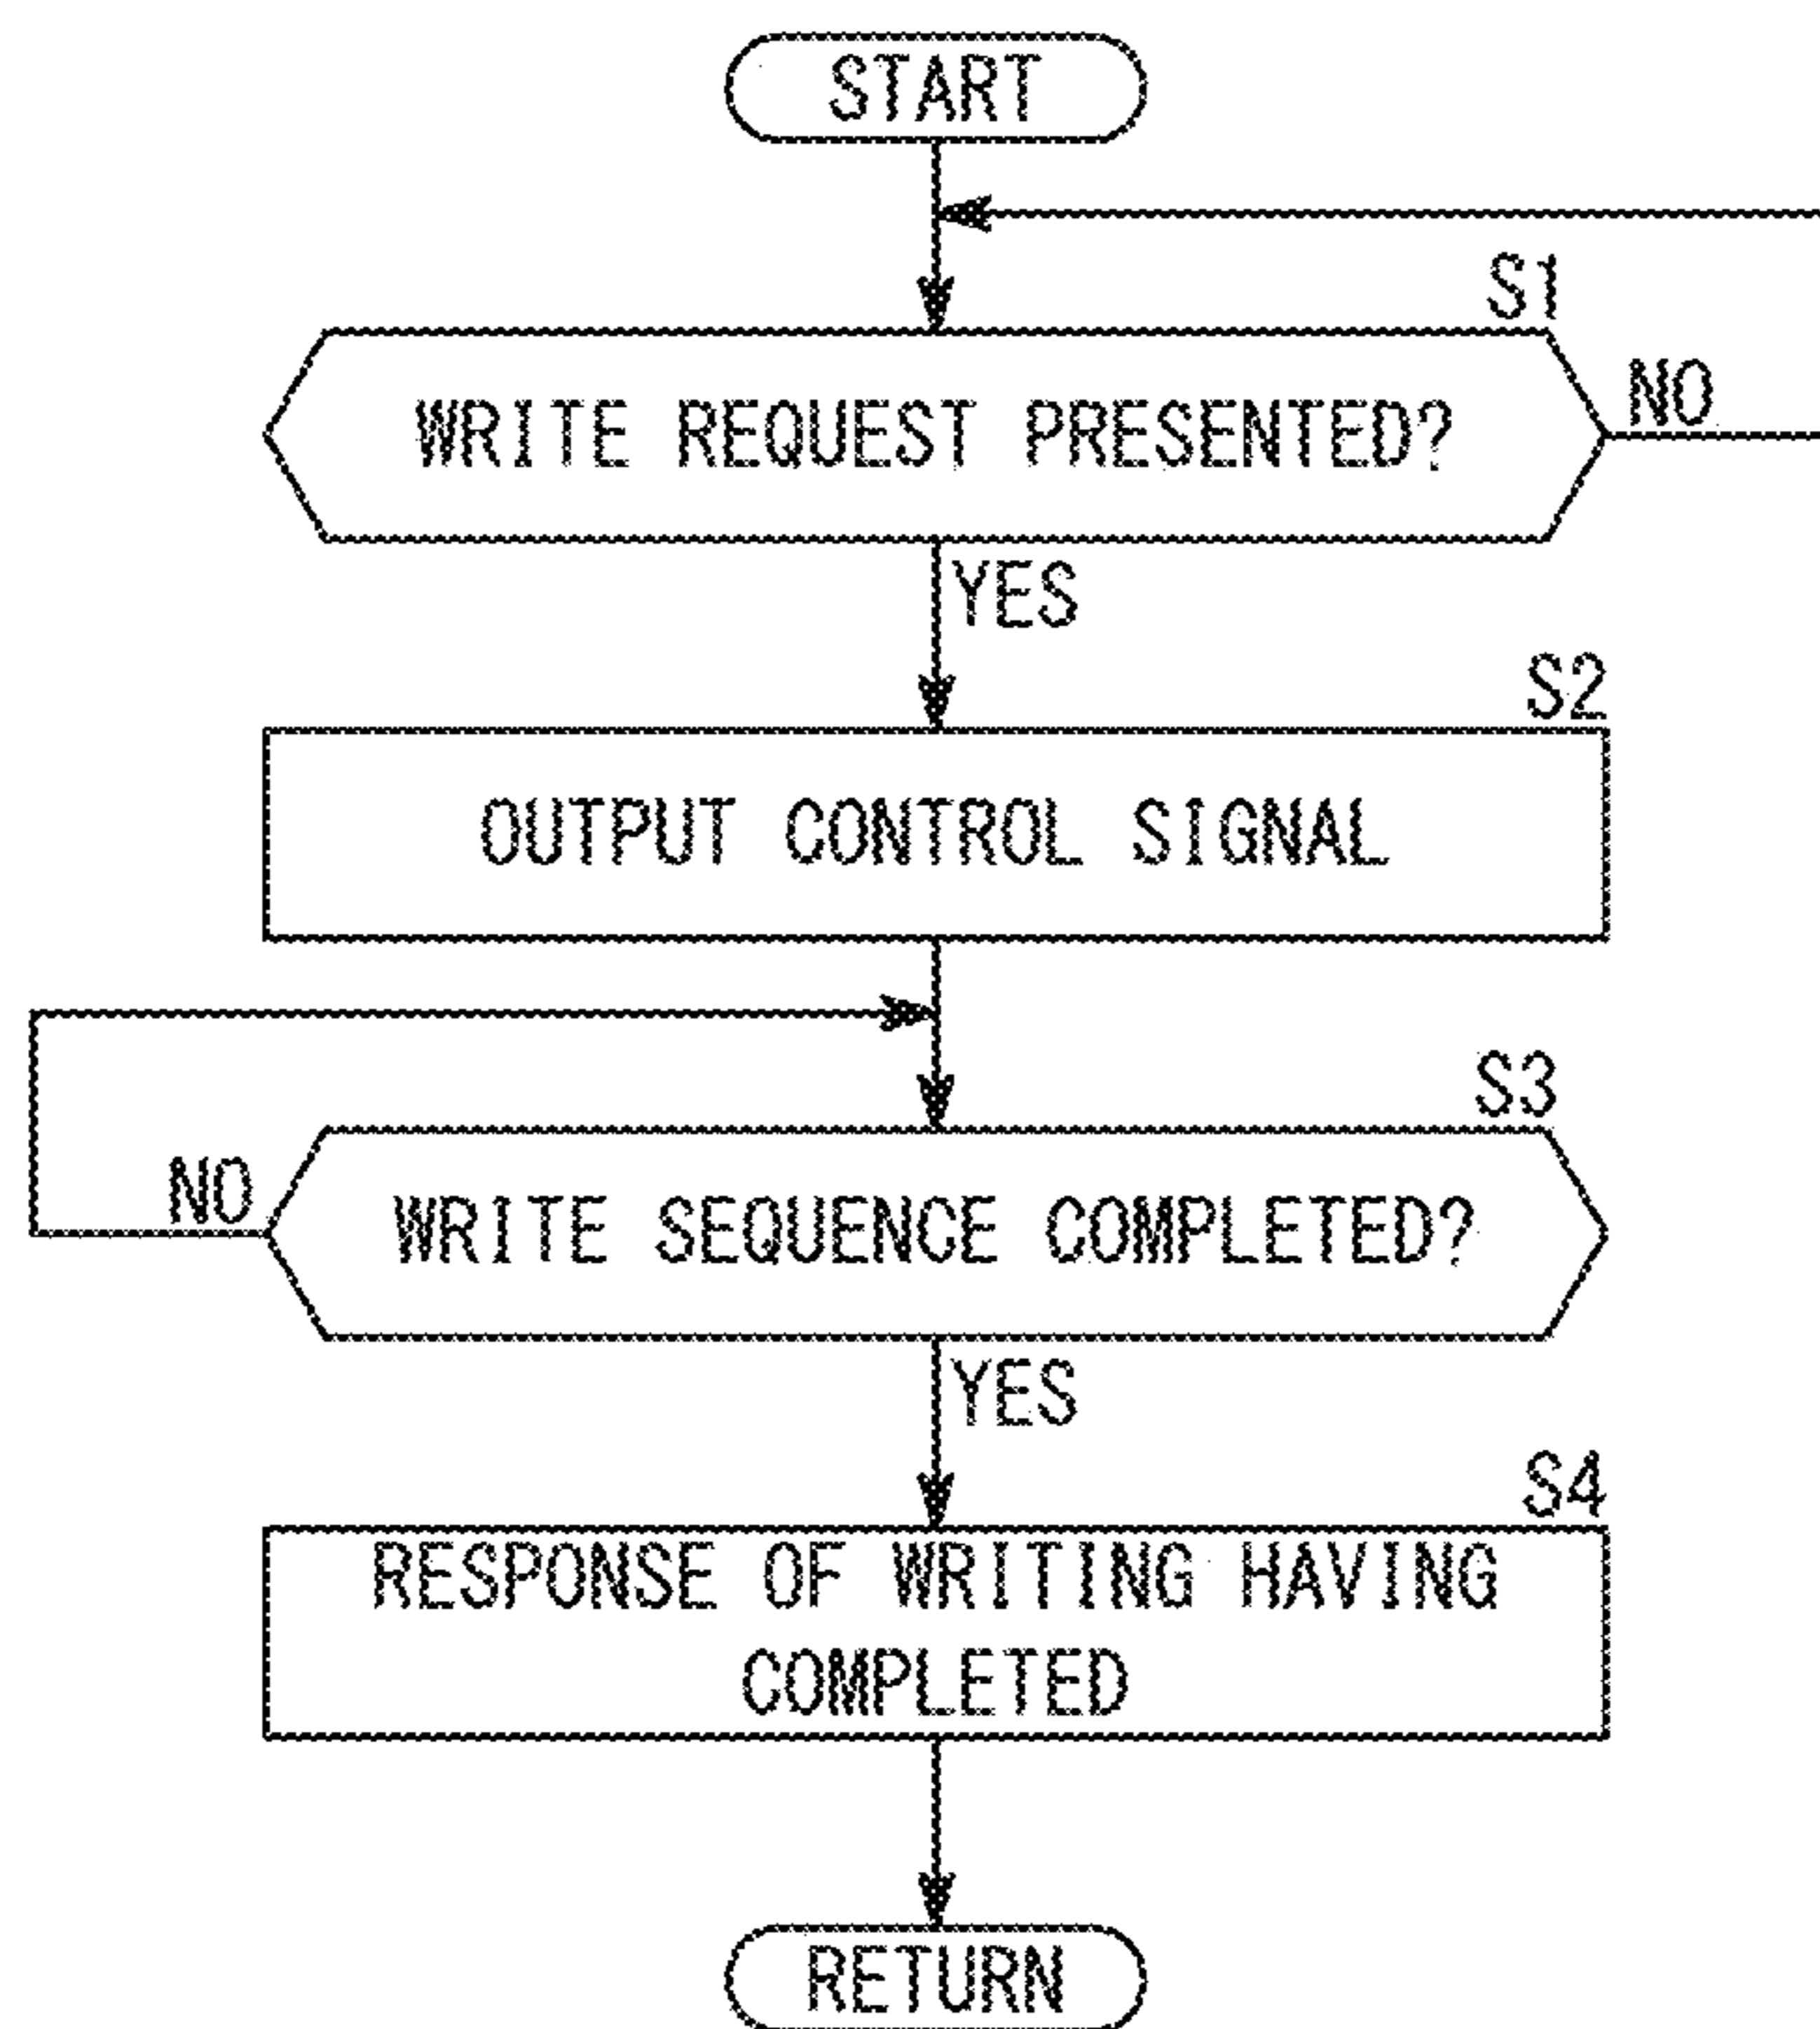 START
S1
WRITE REQUEST PRESENTED?
NO
YES
S2
OUTPUT CONTROL SIGNAL
S3
NO
WRITE SEQUENCE COMPLETED?
YES
S4
RESPONSE OF WRITING HAVING
COMPLETED
RETURN